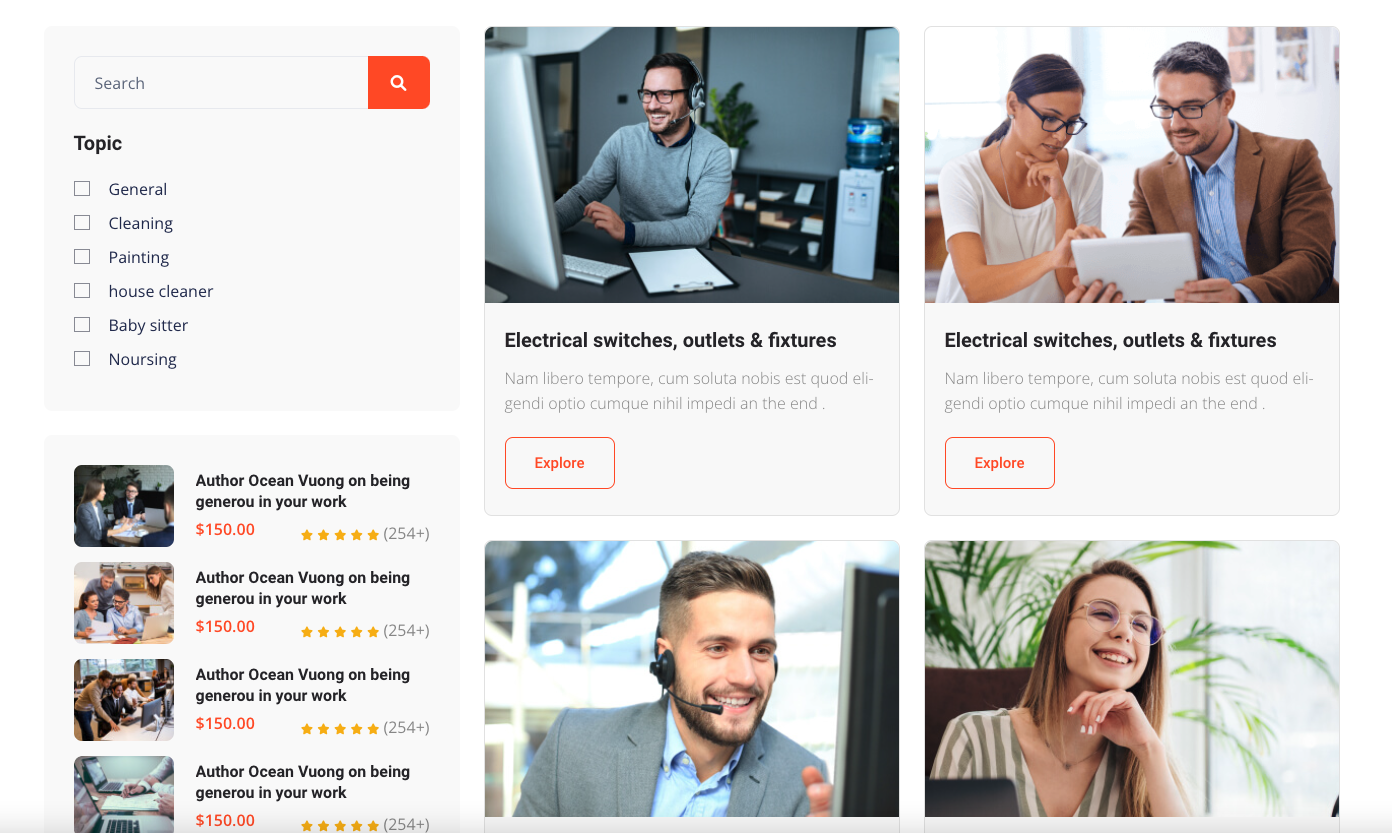 Search
Topic
General
Cleaning
Painting
house cleaner
Baby sitter
Noursing
Author Ocean Vuong on being
generou in your work
$150.00 (254+)
Author Ocean Vuong on being
generou in your work
$150.00 (254+)
Author Ocean Vuong on being
generou in your work
$150.00 (254+)
Author Ocean Vuong on being
generou in your work
$150.00 (254+)
Electrical switches, outlets & fixtures
Nam libero tempore, cum soluta nobis est quod eli-
gendi optio cumque nihil impedi an the end .
Explore
Electrical switches, outlets & fixtures
Nam libero tempore, cum soluta nobis est quod eli-
gendi optio cumque nihil impedi an the end .
Explore